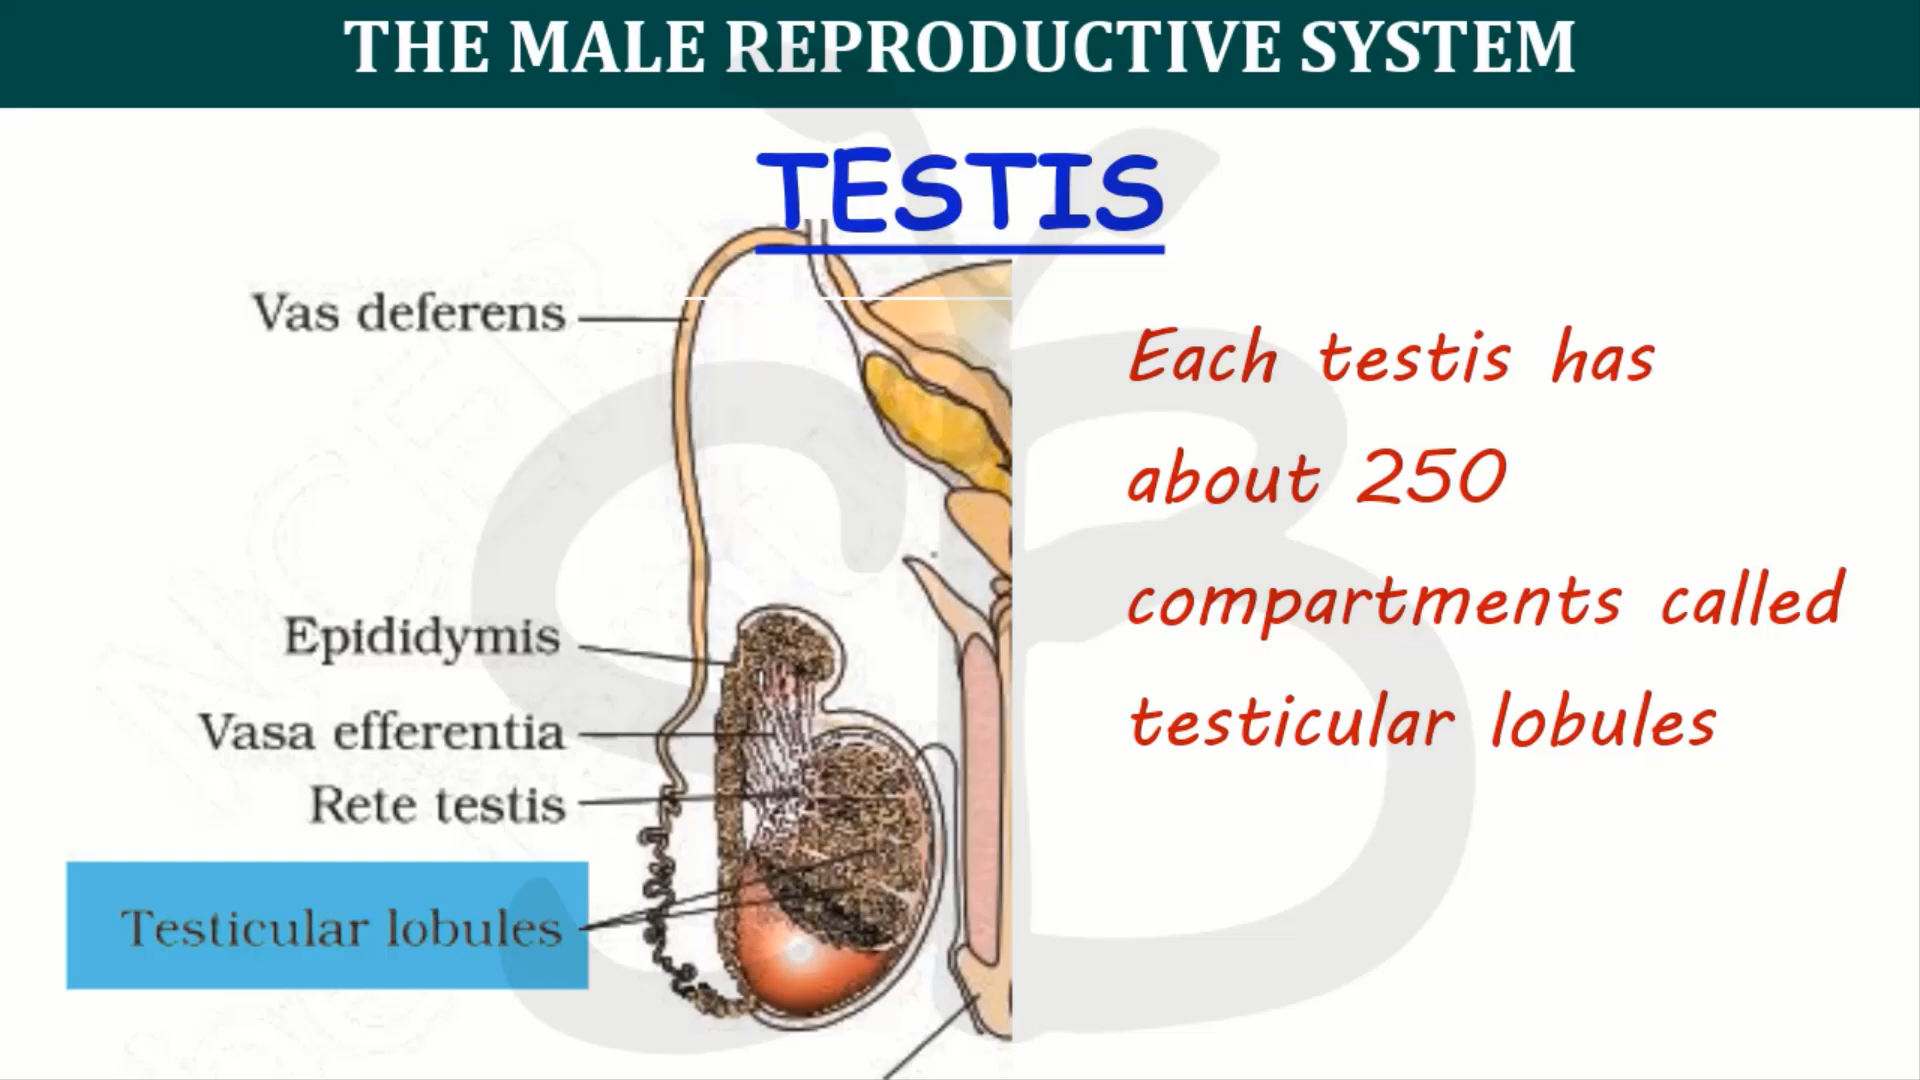 THE MALE REPRODUCTIVE SYSTEM
TESTIS
Vas deferens
Epididymis
Vasa efferentia
Rete testis
Testicular lobules
Each testis has
about 250
compartments called
testicular lobules